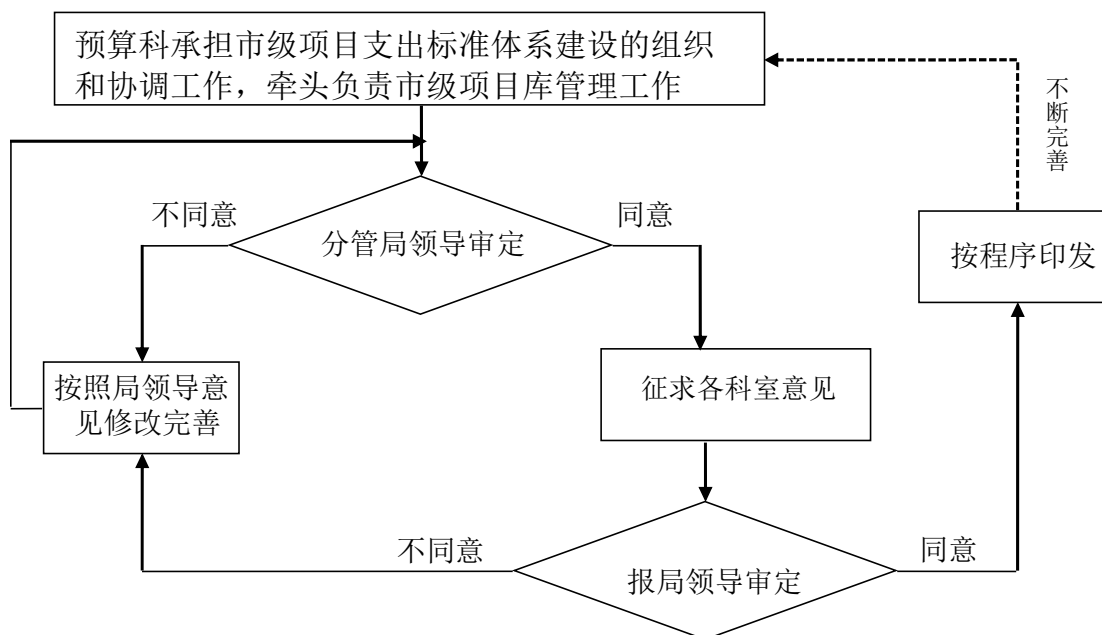 预算科承担市级项目支出标准体系建设的组织
和协调工作，牵头负责市级项目库管理工作
不断完善
不同意
同意
分管局领导审定
按程序印发
按照局领导意
见修改完善
征求各科室意见
不同意
同意
报局领导审定